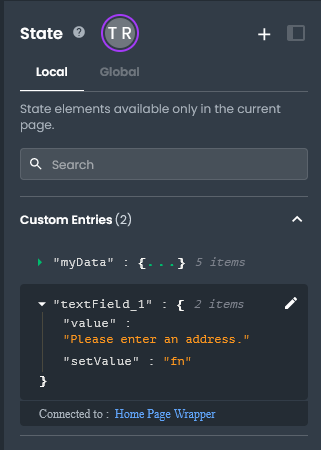 State ? TR +
Local Global
State elements available only in the current
page.
Search
Custom Entries (2)
"myData" : {...} 5 items
"textField_1" : { 2 items
"value" :
"Please enter an address."
"setValue" : "fn"
}
Connected to : Home Page Wrapper